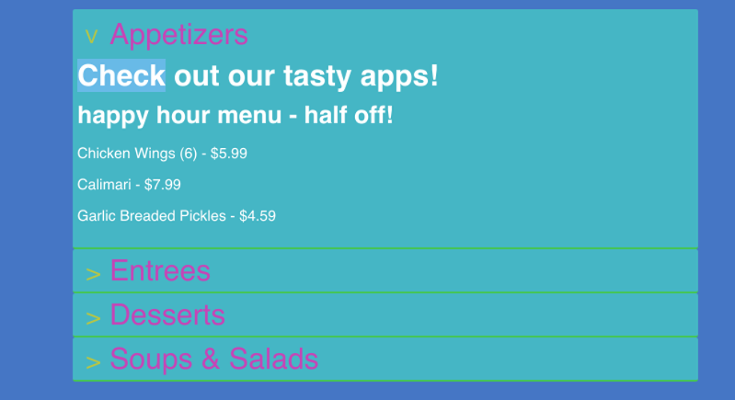 v Appetizers
Check out our tasty apps!
happy hour menu - half off!
Chicken Wings (6) - $5.99
Calimari - $7.99
Garlic Breaded Pickles - $4.59
> Entrees
> Desserts
> Soups & Salads